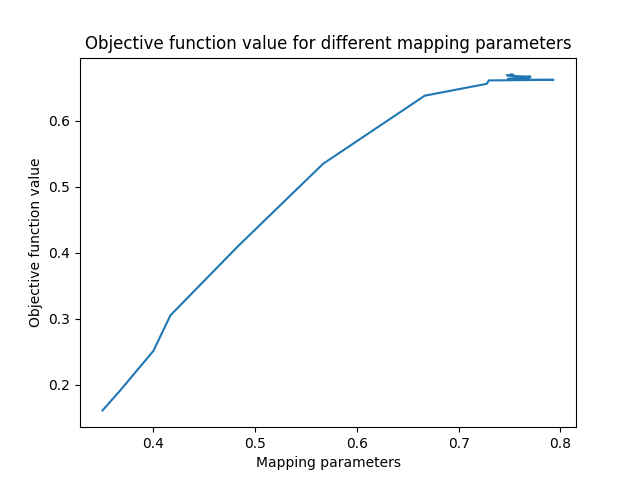 Objective function value for different mapping parameters
Objective function value
0.6
0.5
0.4
0.3
0.2
0.4 0.5 0.6 0.7 0.8
Mapping parameters